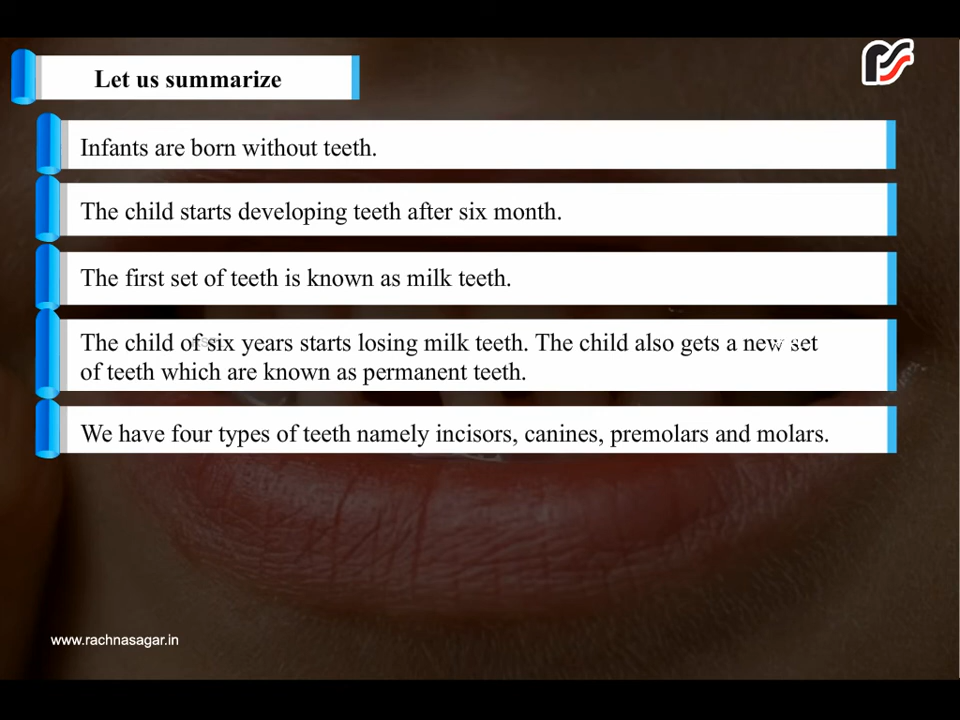 Let us summarize
Infants are born without teeth.
The child starts developing teeth after six month.
The first set of teeth is known as milk teeth.
The child of six years starts losing milk teeth. The child also gets a new set
of teeth which are known as permanent teeth.
We have four types of teeth namely incisors, canines, premolars and molars.
www.rachnasagar.in